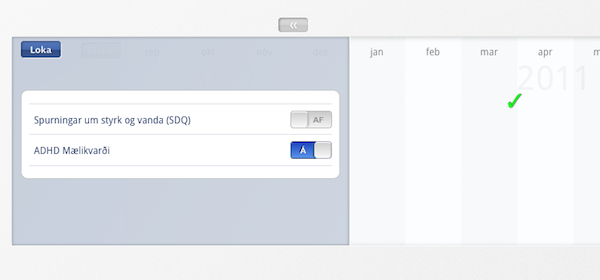 «
Loka
sep okt nóv des jan feb mar apr
2011
Spurningar um styrk og vanda (SDQ) AF
ADHD Mælikvarði Á